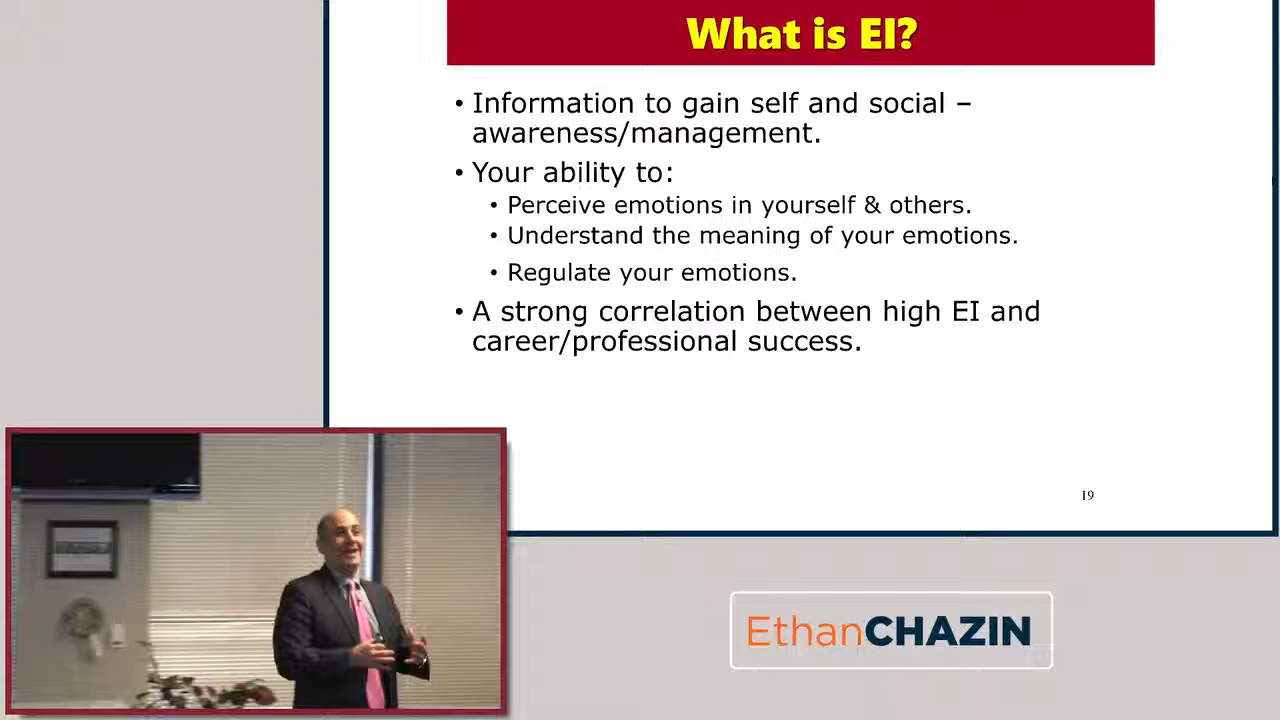 What is EI?
• Information to gain self and social –
awareness/management.
• Your ability to:
• Perceive emotions in yourself & others.
• Understand the meaning of your emotions.
• Regulate your emotions.
• A strong correlation between high EI and
career/professional success.
19
EthanCHAZIN